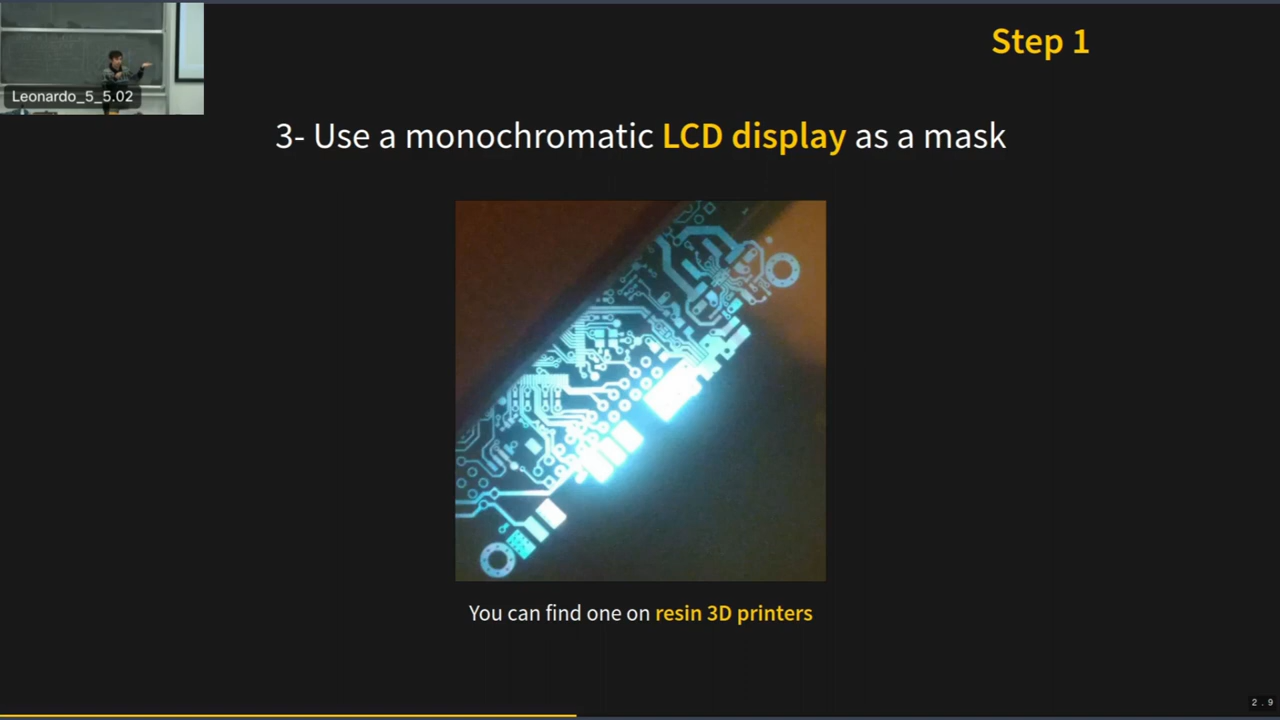 Leonardo_5_5.02
Step 1
3- Use a monochromatic LCD display as a mask
You can find one on resin 3D printers
2.9